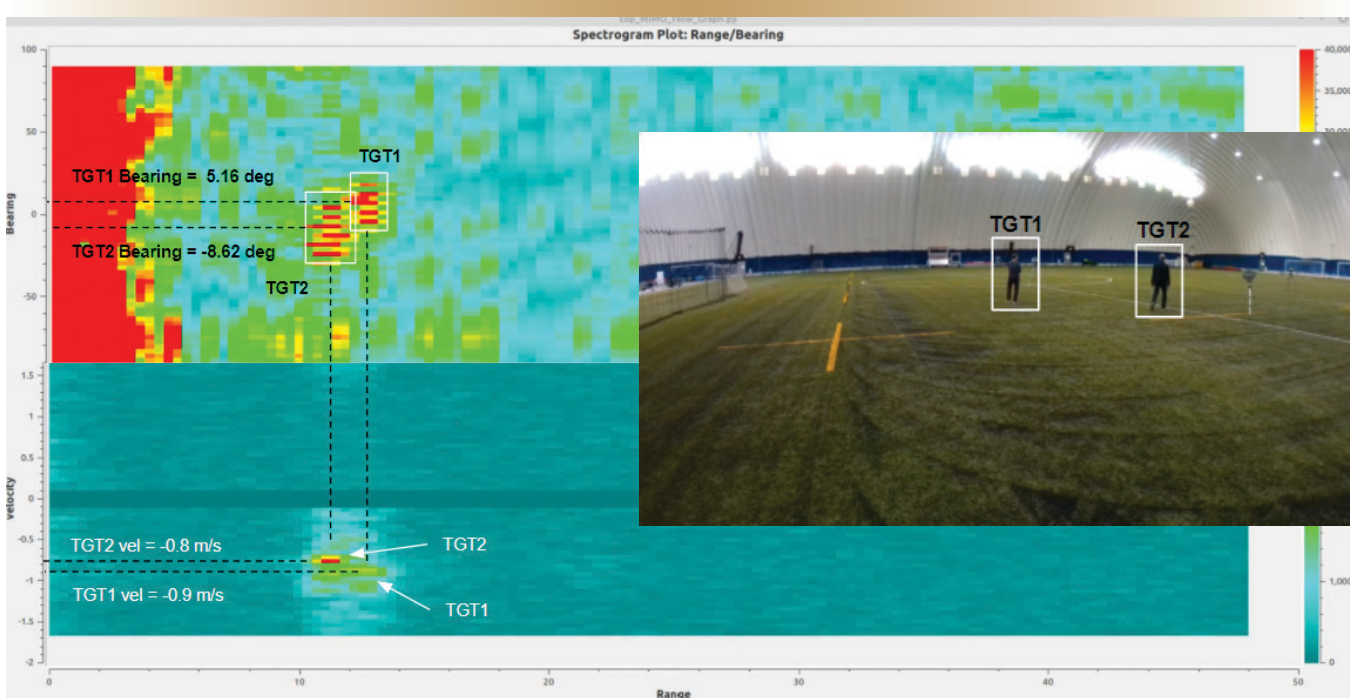 top_MIMO_Flow_Graph.py
Spectrogram Plot: Range/Bearing
100
50
0
-50
Bearing
40,000
30,000
TGT1
TGT1 Bearing = 5.16 deg
TGT2 Bearing = -8.62 deg
TGT2
TGT1
TGT2
1.5
1
0.5
0
-0.5
-1
-1.5
-2
velocity
TGT2 vel = -0.8 m/s
TGT2
TGT1 vel = -0.9 m/s
TGT1
1,000
0
0
10
20
30
40
50
Range